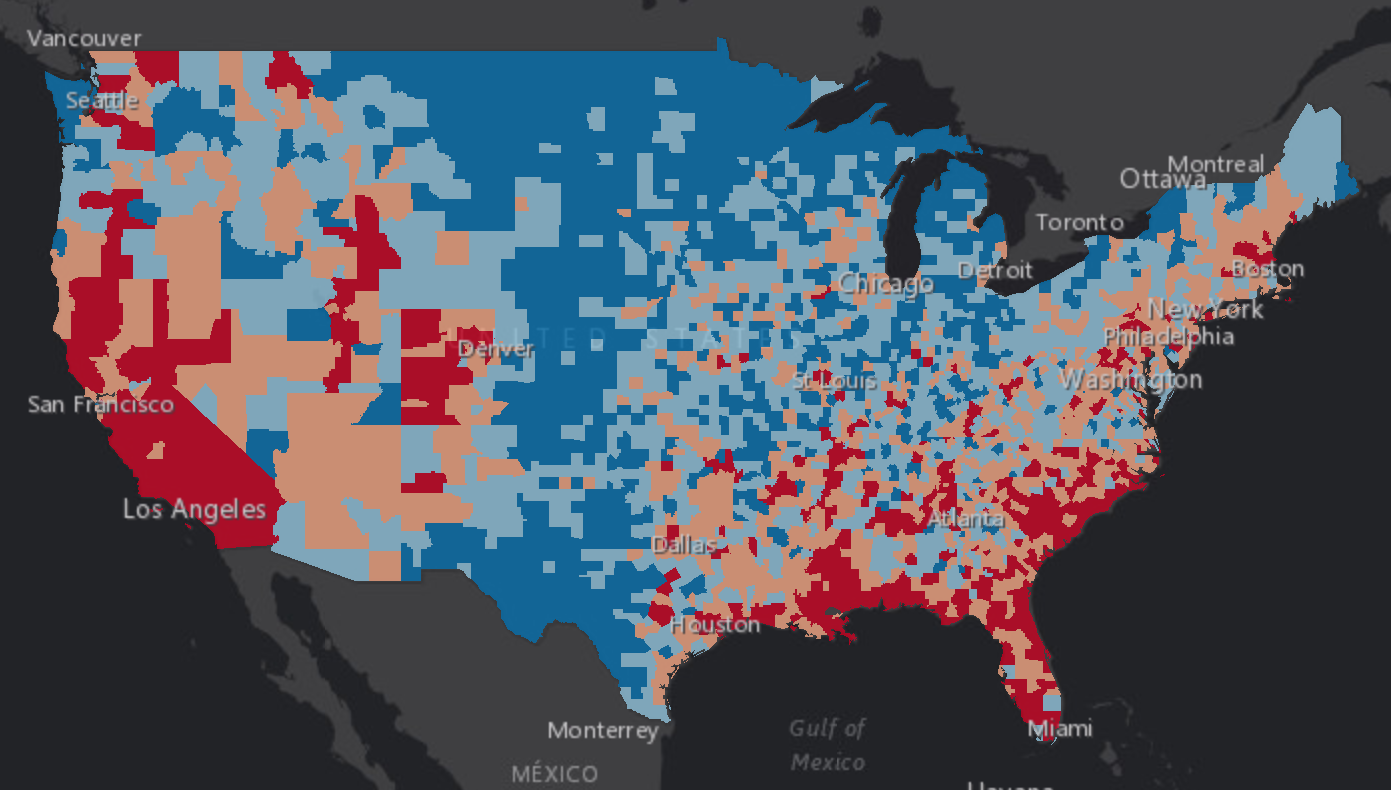 Vancouver
Seattle
Montreal
Ottawa
Toronto
Boston
Detroit
Chicago
New York
UNITED STATES
Philadelphia
Denver
St Louis
Washington
San Francisco
Los Angeles
Atlanta
Dallas
Houston
Monterrey
Gulf of
Mexico
Miami
MÉXICO